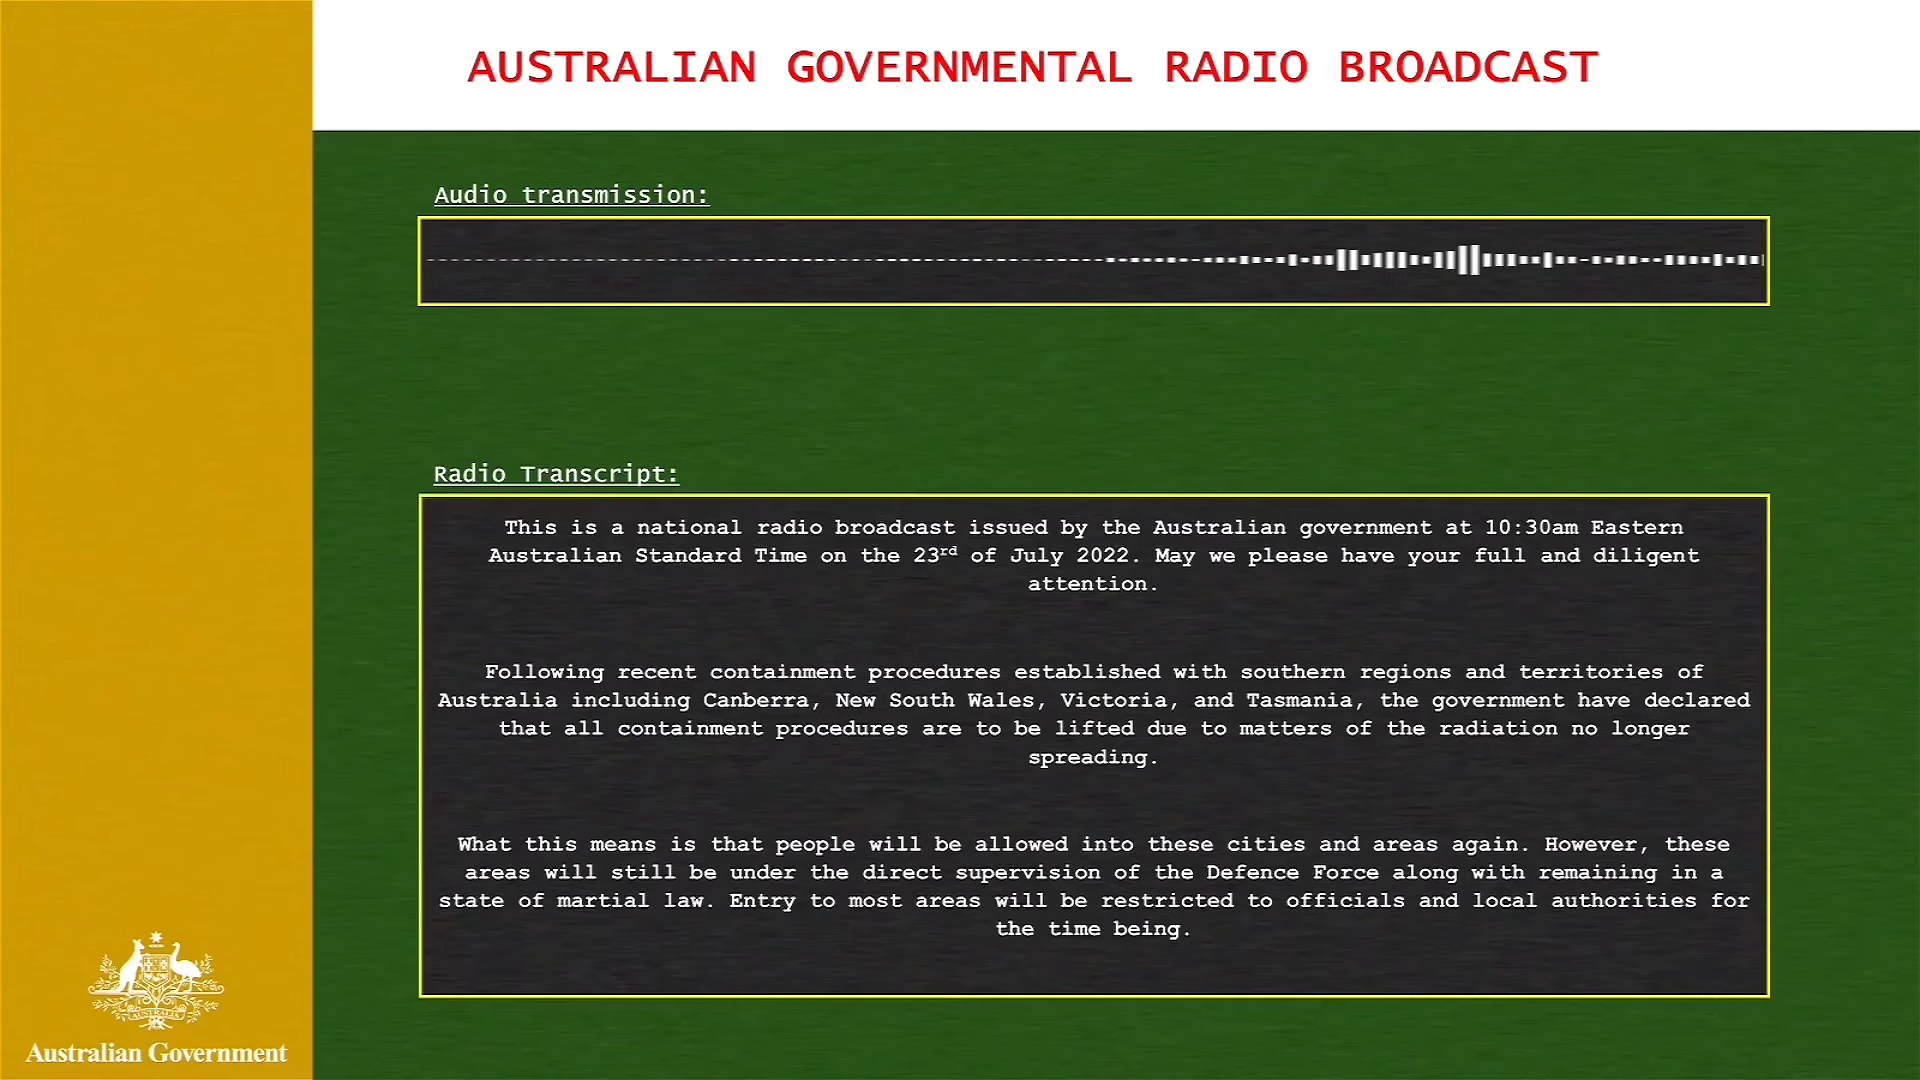 AUSTRALIAN GOVERNMENTAL RADIO BROADCAST
Audio transmission:
Radio Transcript:
This is a national radio broadcast issued by the Australian government at 10:30am Eastern
Australian Standard Time on the 23rd of July 2022. May we please have your full and diligent
attention.
Following recent containment procedures established with southern regions and territories of
Australia including Canberra, New South Wales, Victoria, and Tasmania, the government have declared
that all containment procedures are to be lifted due to matters of the radiation no longer
spreading.
What this means is that people will be allowed into these cities and areas again. However, these
areas will still be under the direct supervision of the Defence Force along with remaining in a
state of martial law. Entry to most areas will be restricted to officials and local authorities for
the time being.
AUSTRALIA
Australian Government